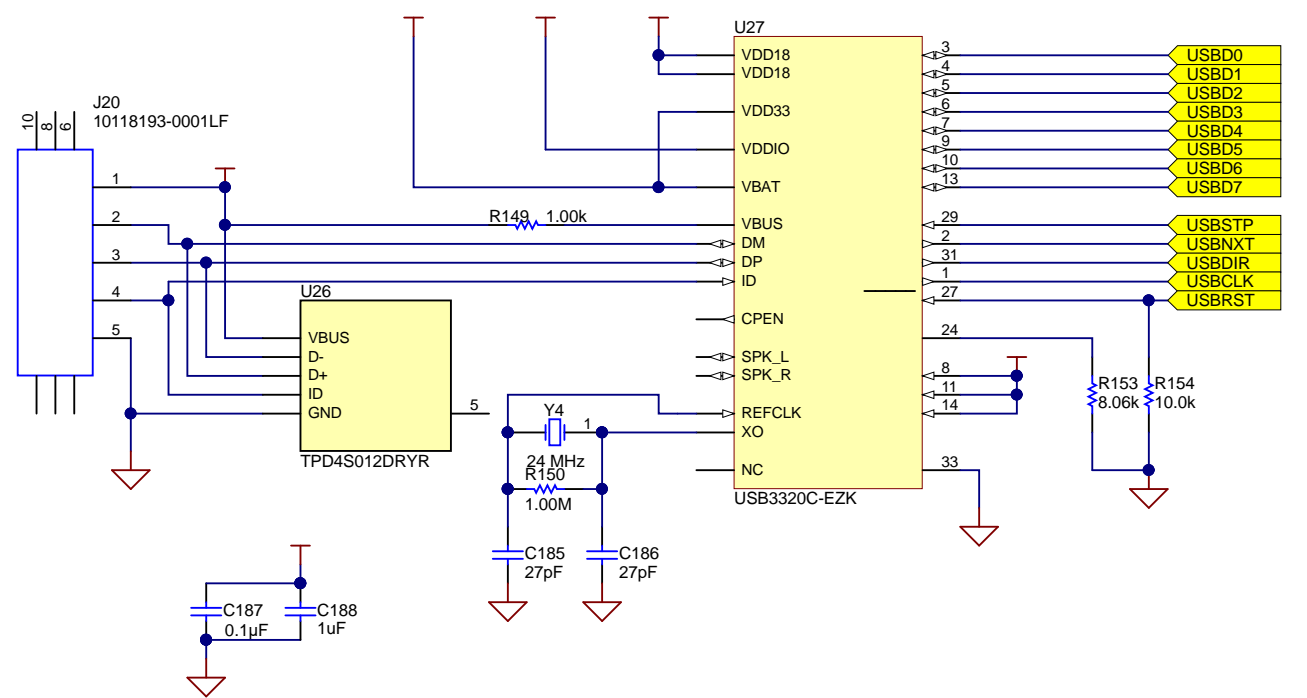 J20
10118193-0001LF
10
8
6
1
2
3
4
5
R149
1.00k
U26
VBUS
D-
D+
ID
GND
5
TPD4S012DRYR
Y4
1
24 MHz
R150
1.00M
C185
27pF
C186
27pF
C187
0.1µF
C188
1uF
U27
VDD18
VDD18
VDD33
VDDIO
VBAT
VBUS
DM
DP
ID
CPEN
SPK_L
SPK_R
REFCLK
XO
NC
USB3320C-EZK
3
4
5
6
7
9
10
13
29
2
31
1
27
24
8
11
14
33
USBD0
USBD1
USBD2
USBD3
USBD4
USBD5
USBD6
USBD7
USBSTP
USBNXT
USBDIR
USBCLK
USBRST
R153
8.06k
R154
10.0k